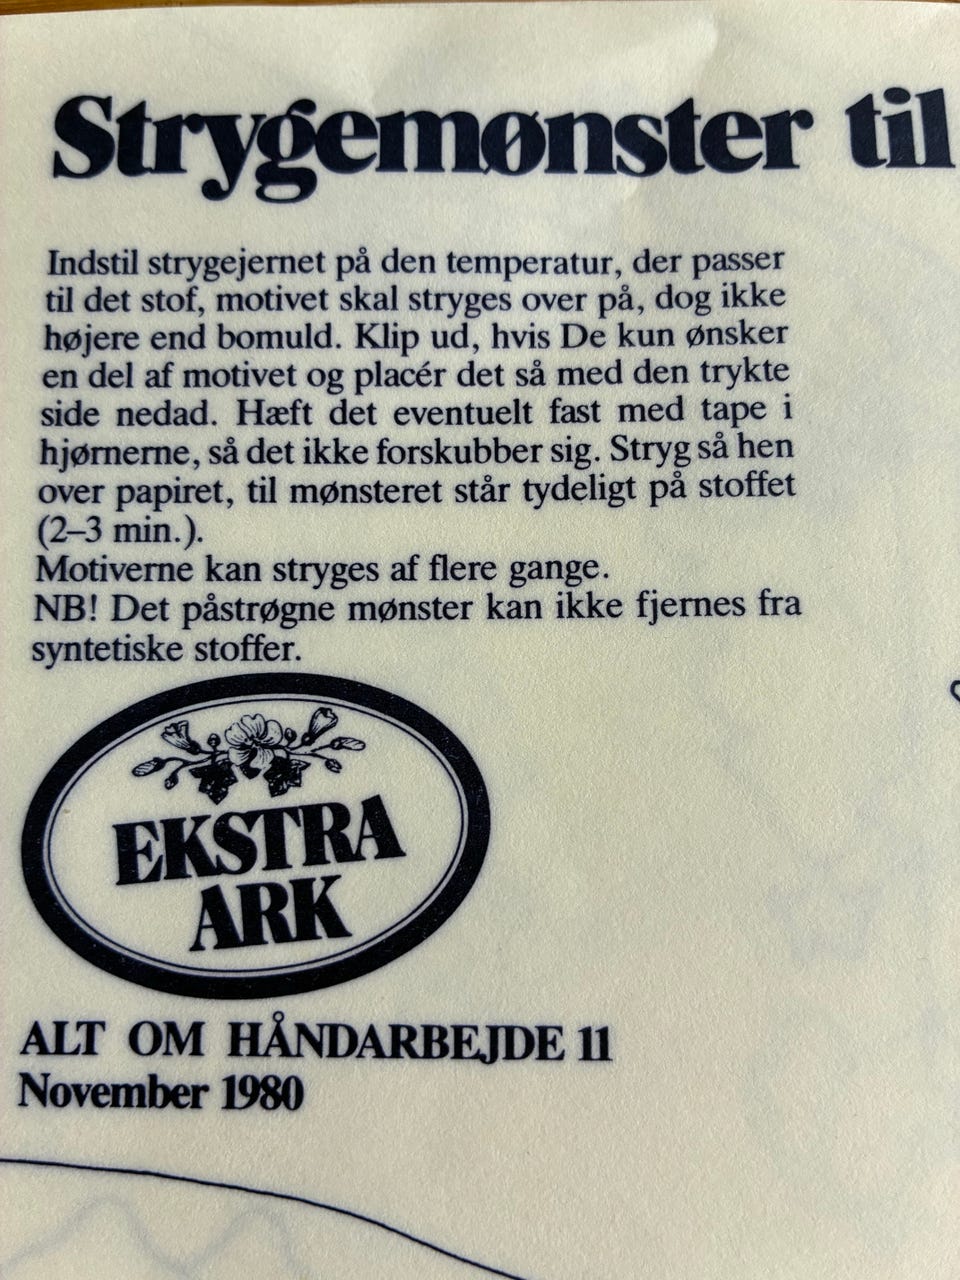 Strygemønster til
Indstil strygejernet på den temperatur, der passer
til det stof, motivet skal stryges over på, dog ikke
højere end bomuld. Klip ud, hvis De kun ønsker
en del af motivet og placér det så med den trykte
side nedad. Hæft det eventuelt fast med tape i
hjørnerne, så det ikke forskubber sig. Stryg så hen
over papiret, til mønsteret står tydeligt på stoffet
(2–3 min.).
Motiverne kan stryges af flere gange.
NB! Det påstrøgne mønster kan ikke fjernes fra
syntetiske stoffer.
EKSTRA
ARK
ALT OM HÅNDARBEJDE 11
November 1980